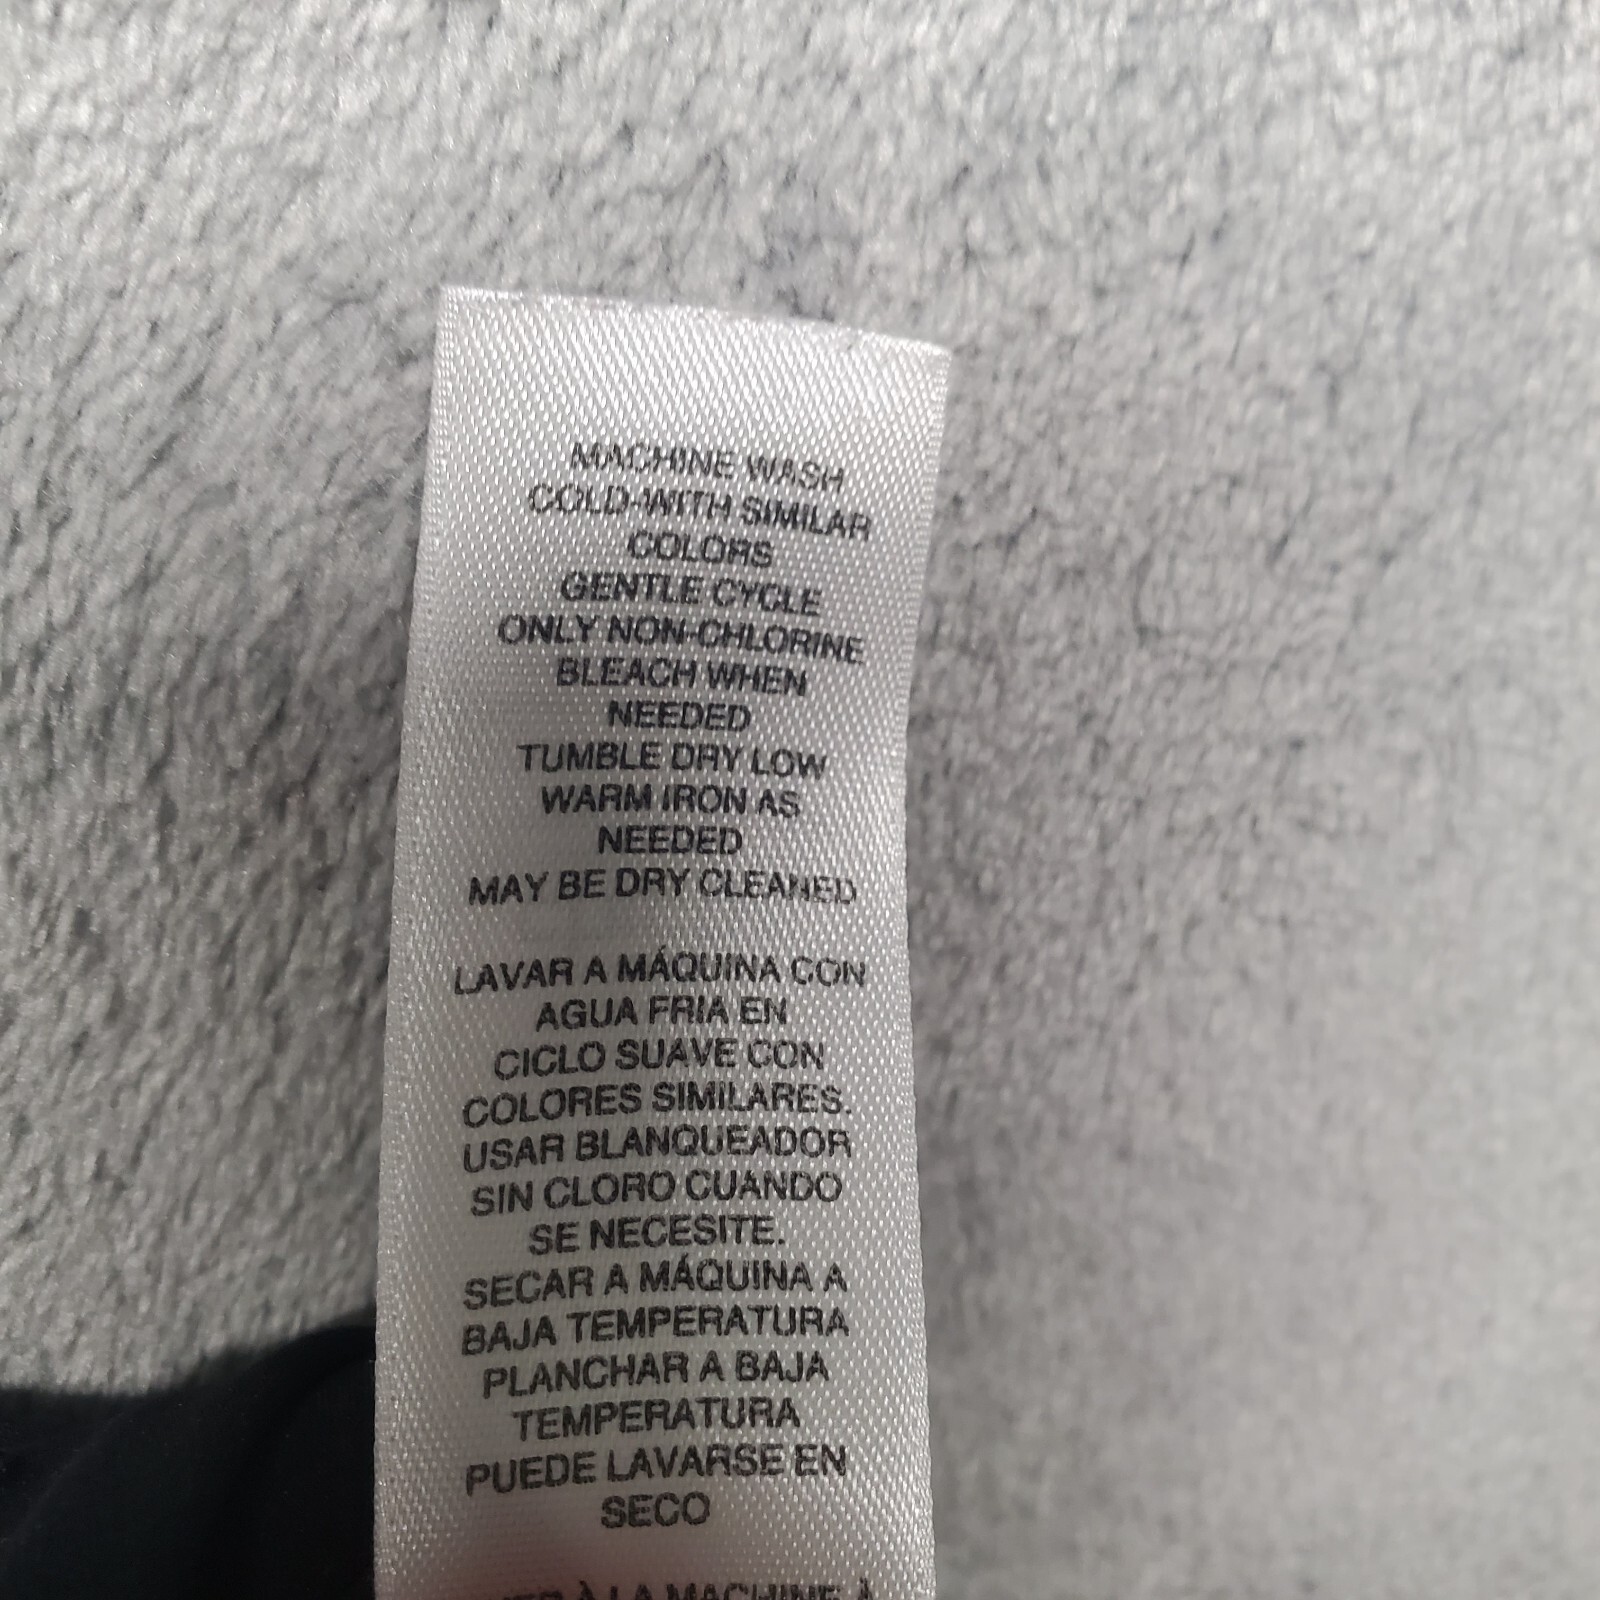 MACHINE WASH
COLD-WITH SIMILAR
COLORS
GENTLE CYCLE
ONLY NON-CHLORINE
BLEACH WHEN
NEEDED
TUMBLE DRY LOW
WARM IRON AS
NEEDED
MAY BE DRY CLEANED
LAVAR A MÁQUINA CON
AGUA FRIA EN
CICLO SUAVE CON
COLORES SIMILARES.
USAR BLANQUEADOR
SIN CLORO CUANDO
SE NECESITE.
SECAR A MÁQUINA A
BAJA TEMPERATURA
PLANCHAR A BAJA
TEMPERATURA
PUEDE LAVARSE EN
SECO
À LA MACHINE À